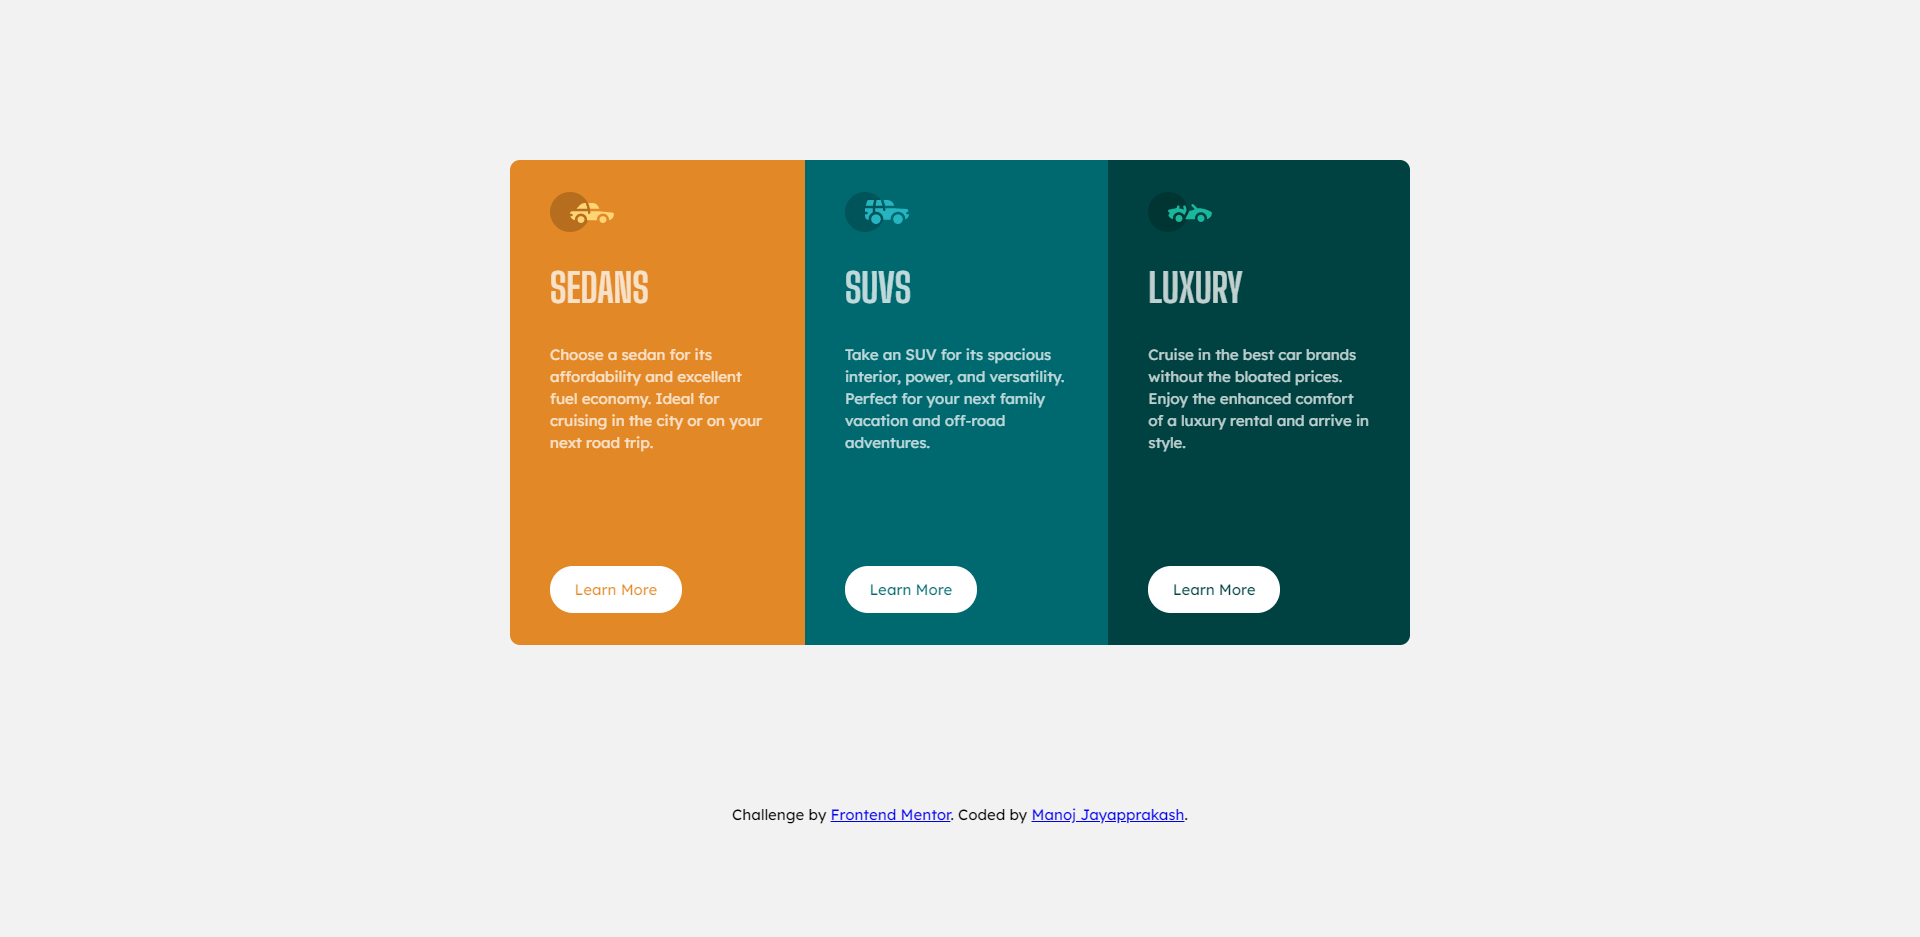 SEDANS
Choose a sedan for its
affordability and excellent
fuel economy. Ideal for
cruising in the city or on your
next road trip.
Learn More
SUVS
Take an SUV for its spacious
interior, power, and versatility.
Perfect for your next family
vacation and off-road
adventures.
Learn More
LUXURY
Cruise in the best car brands
without the bloated prices.
Enjoy the enhanced comfort
of a luxury rental and arrive in
style.
Learn More
Challenge by Frontend Mentor. Coded by Manoj Jayapprakash.